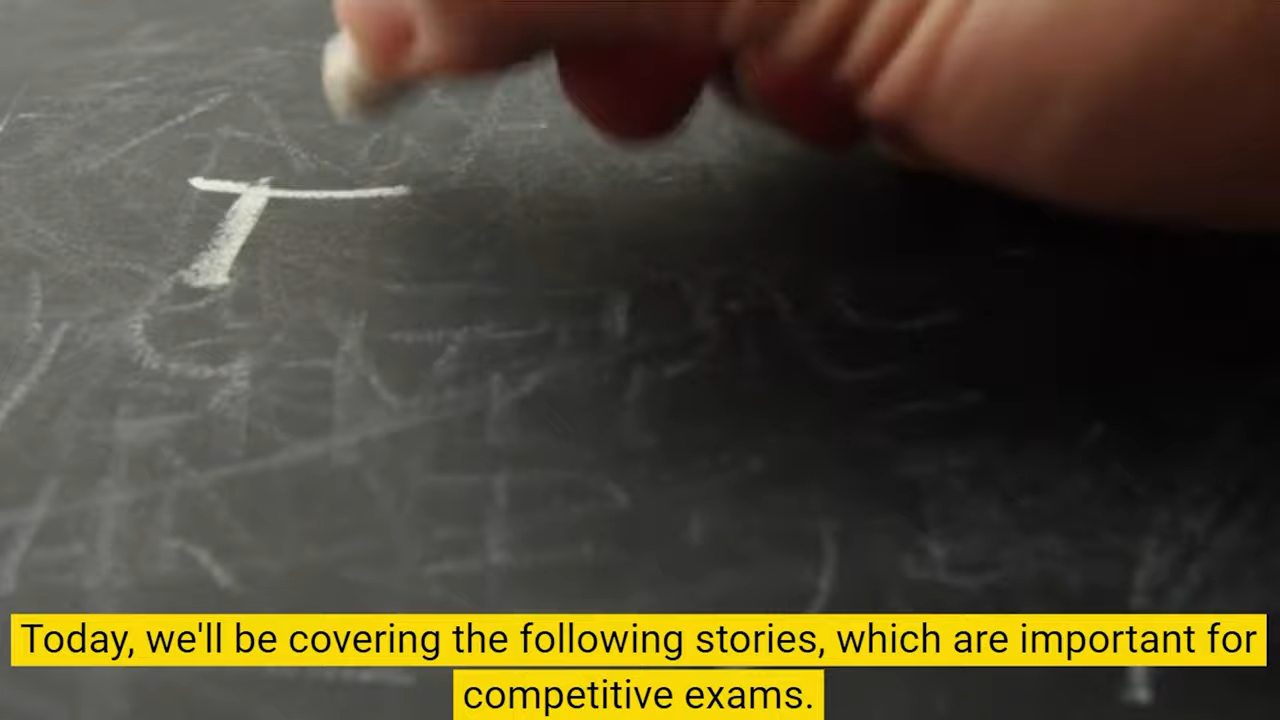 T
Today, we'll be covering the following stories, which are important for
competitive exams.